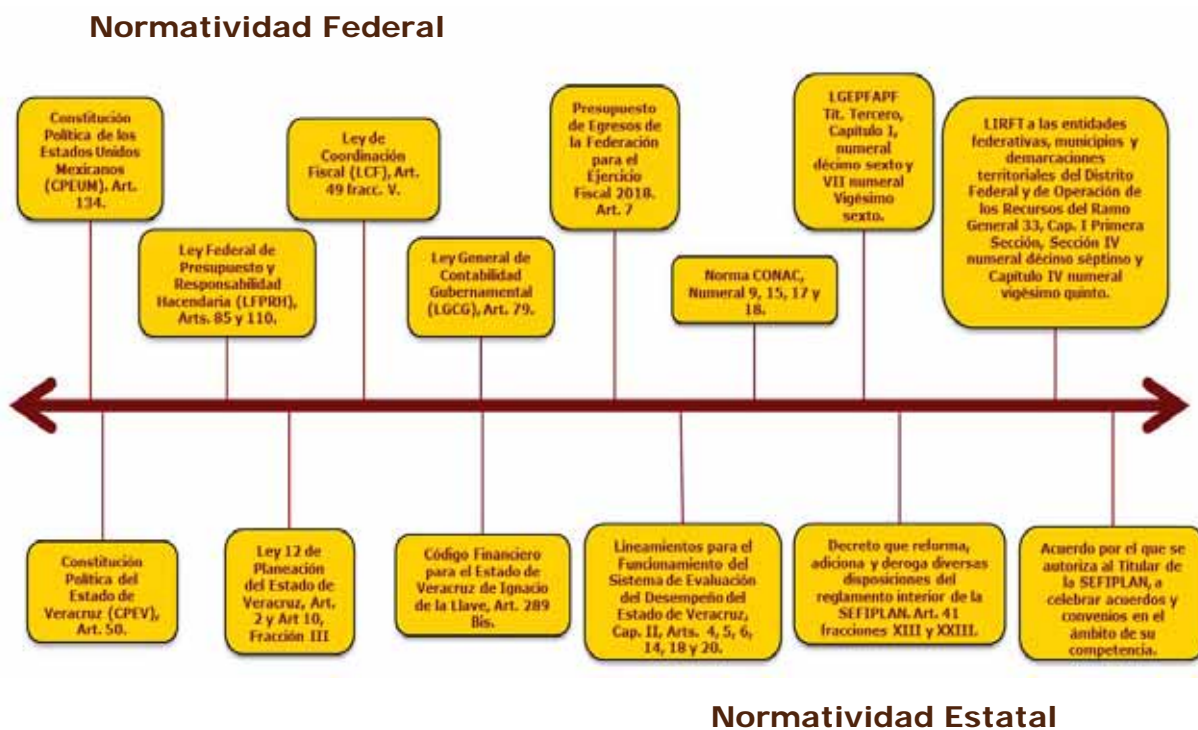 Normatividad Federal
Constitución
Política de los
Estados Unidos
Mexicanos
(CPEUM). Art.
134.
Ley Federal de
Presupuesto y
Responsabilidad
Hacendaria (LFPRH),
Arts. 85 y 110.
Ley de
Coordinación
Fiscal (LCF), Art.
49 fracc. V.
Ley General de
Contabilidad
Gubernamental
(LGCG), Art. 79.
Presupuesto
de Egresos de
la Federación
para el
Ejercicio
Fiscal 2018.
Art. 7
Norma CONAC,
Numeral 9, 15, 17 y
18.
LGEPFAPF
Tít. Tercero,
Capítulo I,
numeral
décimo sexto y
VII numeral
Vigésimo
sexto.
LIRFT a las entidades
federativas, municipios y
demarcaciones
territoriales del Distrito
Federal y de Operación de
los Recursos del Ramo
General 33, Cap. I Primera
Sección, Sección IV
numeral décimo séptimo y
Capítulo IV numeral
vigésimo quinto.
Constitución
Política del
Estado de
Veracruz (CPEV),
Art. 50.
Ley 12 de
Planeación
del Estado de
Veracruz, Art.
2 y Art 10,
Fracción III
Código Financiero
para el Estado de
Veracruz de Ignacio
de la Llave, Art. 289
Bis.
Lineamientos para el
Funcionamiento del
Sistema de Evaluación
del Desempeño del
Estado de Veracruz,
Cap. II, Arts. 4, 5, 6,
14, 18 y 20.
Decreto que reforma,
adiciona y deroga diversas
disposiciones del
reglamento interior de la
SEFIPLAN. Art. 41
fracciones XIII y XXIII.
Acuerdo por el que se
autoriza al Titular de
la SEFIPLAN, a
celebrar acuerdos y
convenios en el
ámbito de su
competencia.
Normatividad Estatal